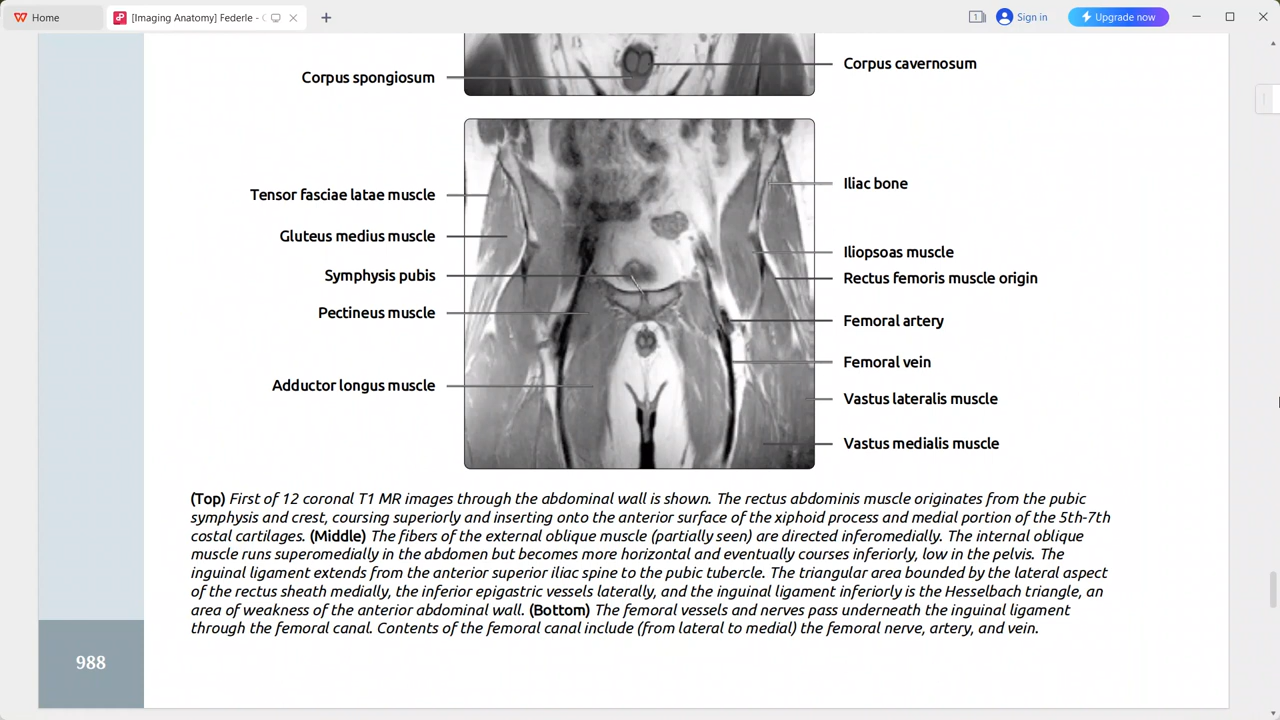 Home
[Imaging Anatomy] Federle -
1
Sign in
Upgrade now
Corpus spongiosum
Corpus cavernosum
Tensor fasciae latae muscle
Iliac bone
Gluteus medius muscle
Iliopsoas muscle
Symphysis pubis
Rectus femoris muscle origin
Pectineus muscle
Femoral artery
Femoral vein
Adductor longus muscle
Vastus lateralis muscle
Vastus medialis muscle
(Top) First of 12 coronal T1 MR images through the abdominal wall is shown. The rectus abdominis muscle originates from the pubic
symphysis and crest, coursing superiorly and inserting onto the anterior surface of the xiphoid process and medial portion of the 5th-7th
costal cartilages. (Middle) The fibers of the external oblique muscle (partially seen) are directed inferomedially. The internal oblique
muscle runs superomedially in the abdomen but becomes more horizontal and eventually courses inferiorly, low in the pelvis. The
inguinal ligament extends from the anterior superior iliac spine to the pubic tubercle. The triangular area bounded by the lateral aspect
of the rectus sheath medially, the inferior epigastric vessels laterally, and the inguinal ligament inferiorly is the Hesselbach triangle, an
area of weakness of the anterior abdominal wall. (Bottom) The femoral vessels and nerves pass underneath the inguinal ligament
through the femoral canal. Contents of the femoral canal include (from lateral to medial) the femoral nerve, artery, and vein.
988